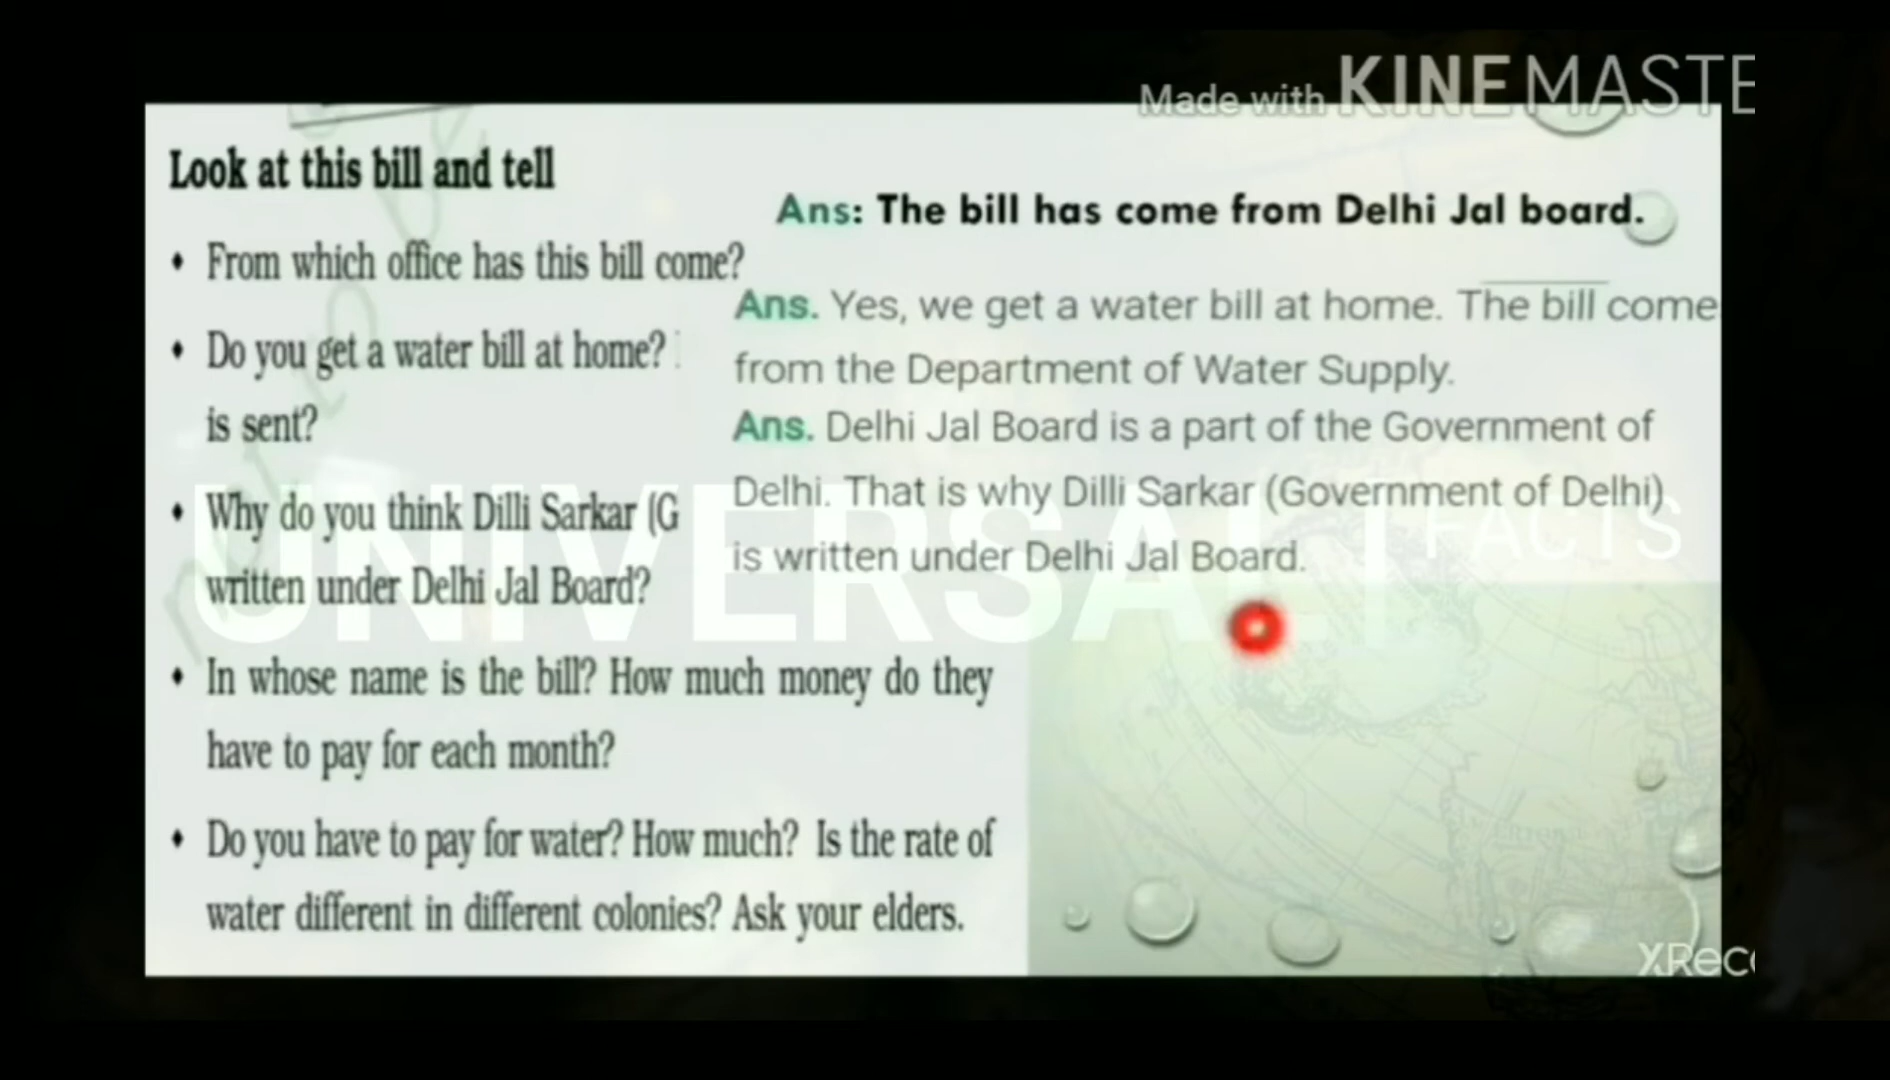 Made with KINEMASTE
Look at this bill and tell
Ans: The bill has come from Delhi Jal board.
From which office has this bill come?
Ans. Yes, we get a water bill at home. The bill come
Do you get a water bill at home?
from the Department of Water Supply.
is sent?
Ans. Delhi Jal Board is a part of the Government of
Why do you think Dilli Sarkar (G
Delhi. That is why Dilli Sarkar (Government of Delhi)
written under Delhi Jal Board?
is written under Delhi Jal Board.
UNIVERSAL FACTS
In whose name is the bill? How much money do they
have to pay for each month?
Do you have to pay for water? How much? Is the rate of
water different in different colonies? Ask your elders.
XRec